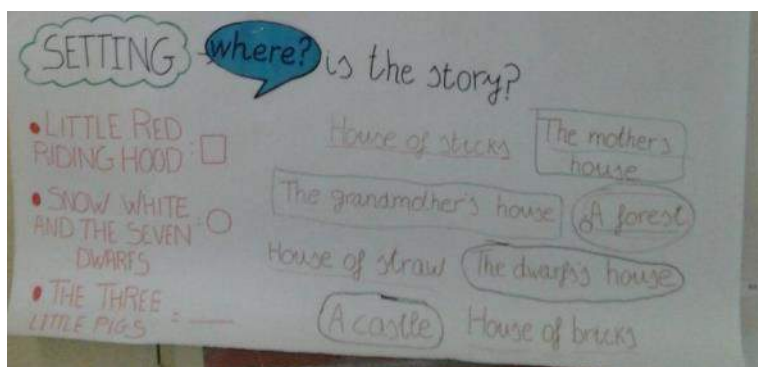 SETTING where? is the story?
• LITTLE RED
RIDING HOOD:
• SNOW WHITE :
AND THE SEVEN
DWARFS
• THE THREE
LITTLE PIGS =
House of sticks
The mother's
house
The grandmother's house
A forest
House of straw
The dwarfs's house
A castle
House of bricks